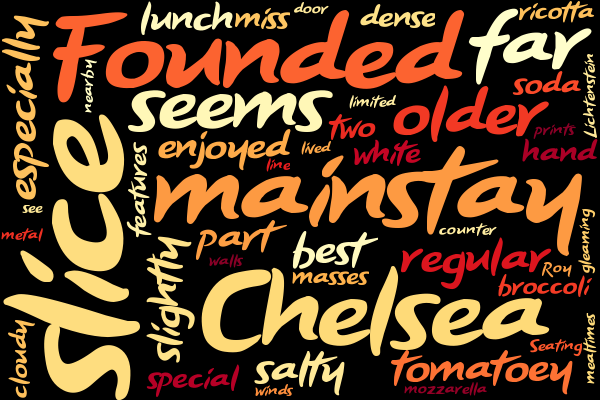 lunch
miss
door
dense
ricotta
Founded
far
especially
nearby
seems
limited
soda
Lichtenstein
two
older
prints
enjoyed
lived
line
white
hand
slice
features
mainstay
see
metal
part
walls
counter
gleaming
best
masses
regular
Roy
broccoli
slightly
Chelsea
cloudy
special
salty
winds
tomatoey
mozzarella
Seating
mealtimes